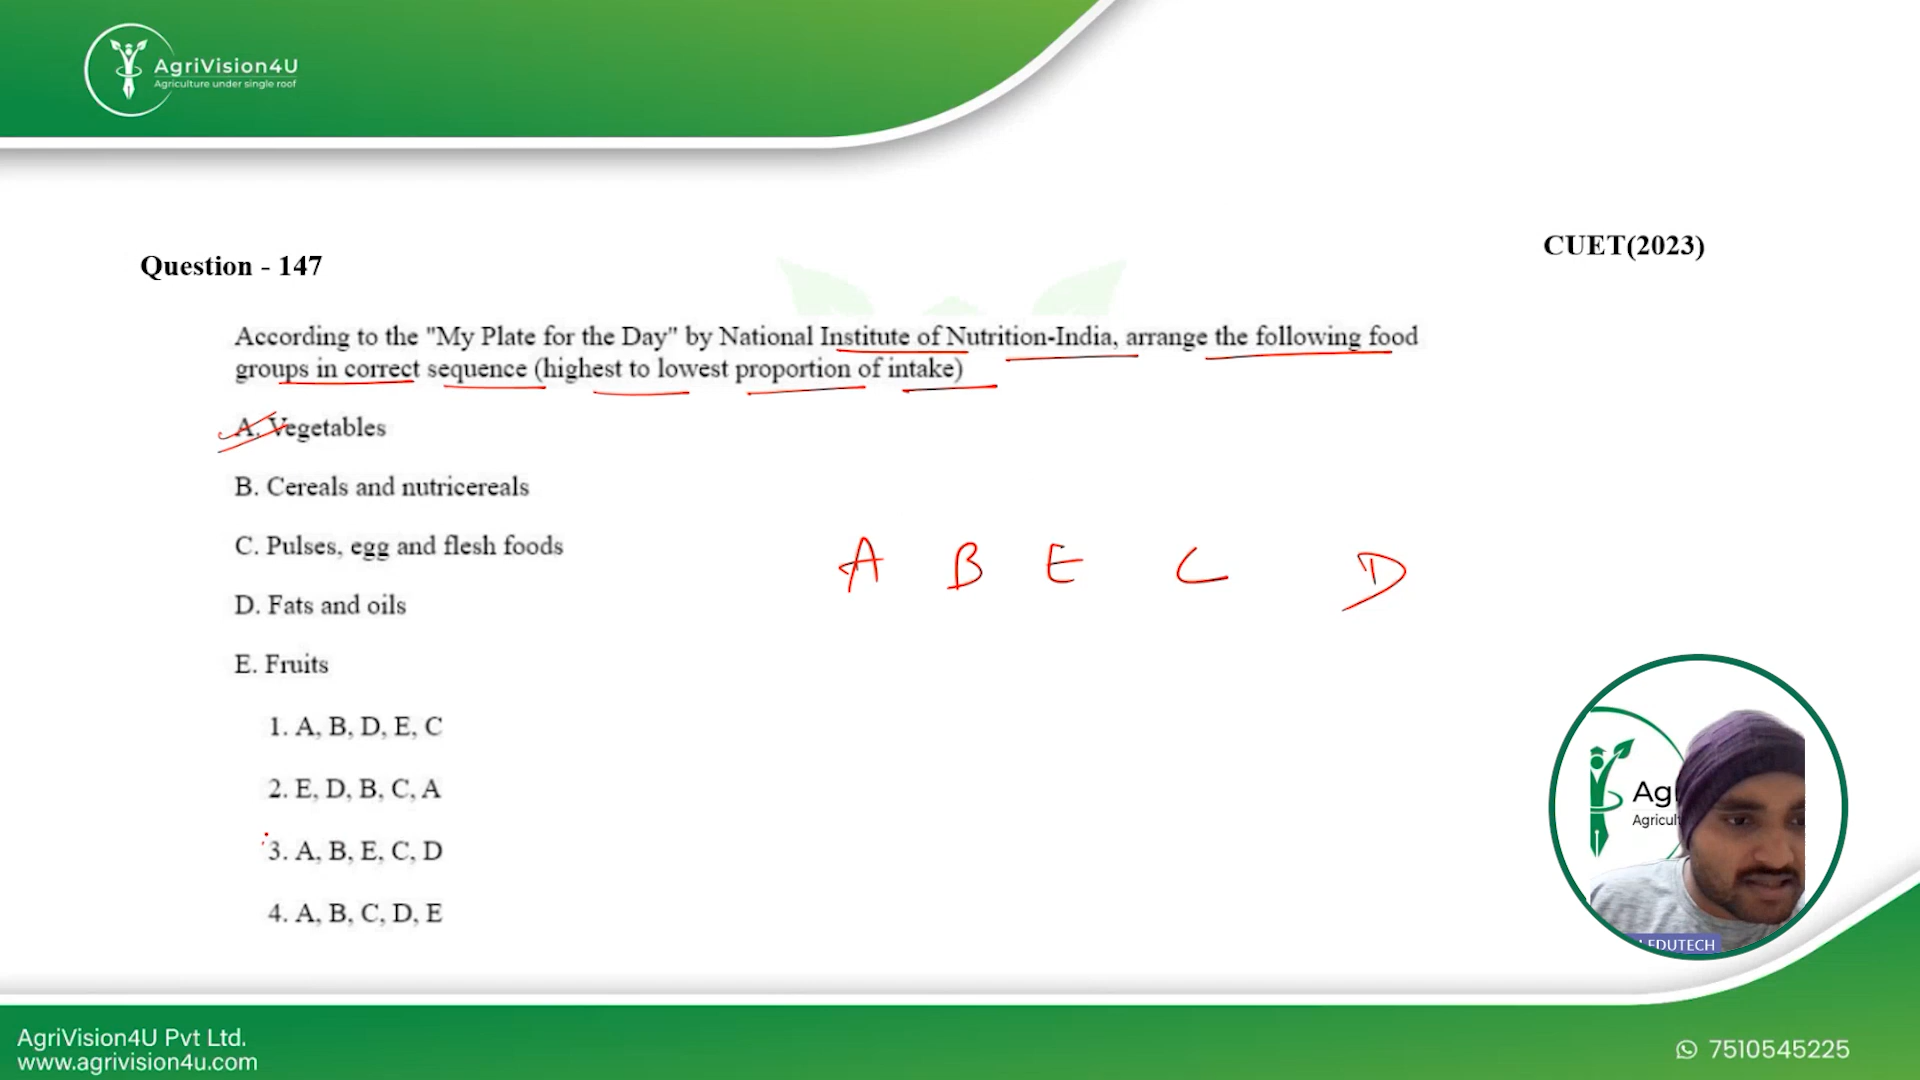 AgriVision4U
Agriculture under single roof
CUET(2023)
Question - 147
According to the "My Plate for the Day" by National Institute of Nutrition-India, arrange the following food
groups in correct sequence (highest to lowest proportion of intake)
A. Vegetables
B. Cereals and nutricereals
C. Pulses, egg and flesh foods
A B E C D
D. Fats and oils
E. Fruits
1. A, B, D, E, C
2. E, D, B, C, A
3. A, B, E, C, D
4. A, B, C, D, E
EDUTECH
AgriVision4U Pvt Ltd.
www.agrivision4u.com
7510545225